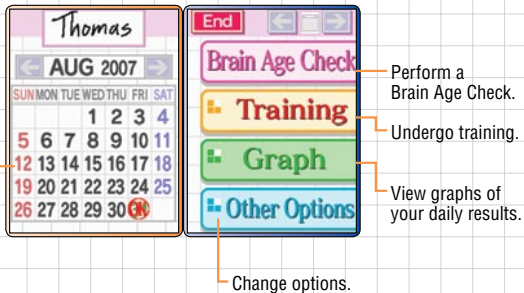 Thomas
AUG 2007
SUN MON TUE WED THU FRI SAT
1 2 3 4
5 6 7 8 9 10 11
12 13 14 15 16 17 18
19 20 21 22 23 24 25
26 27 28 29 30
End
Brain Age Check
Training
Graph
Other Options
Perform a
Brain Age Check.
Undergo training.
View graphs of
your daily results.
Change options.